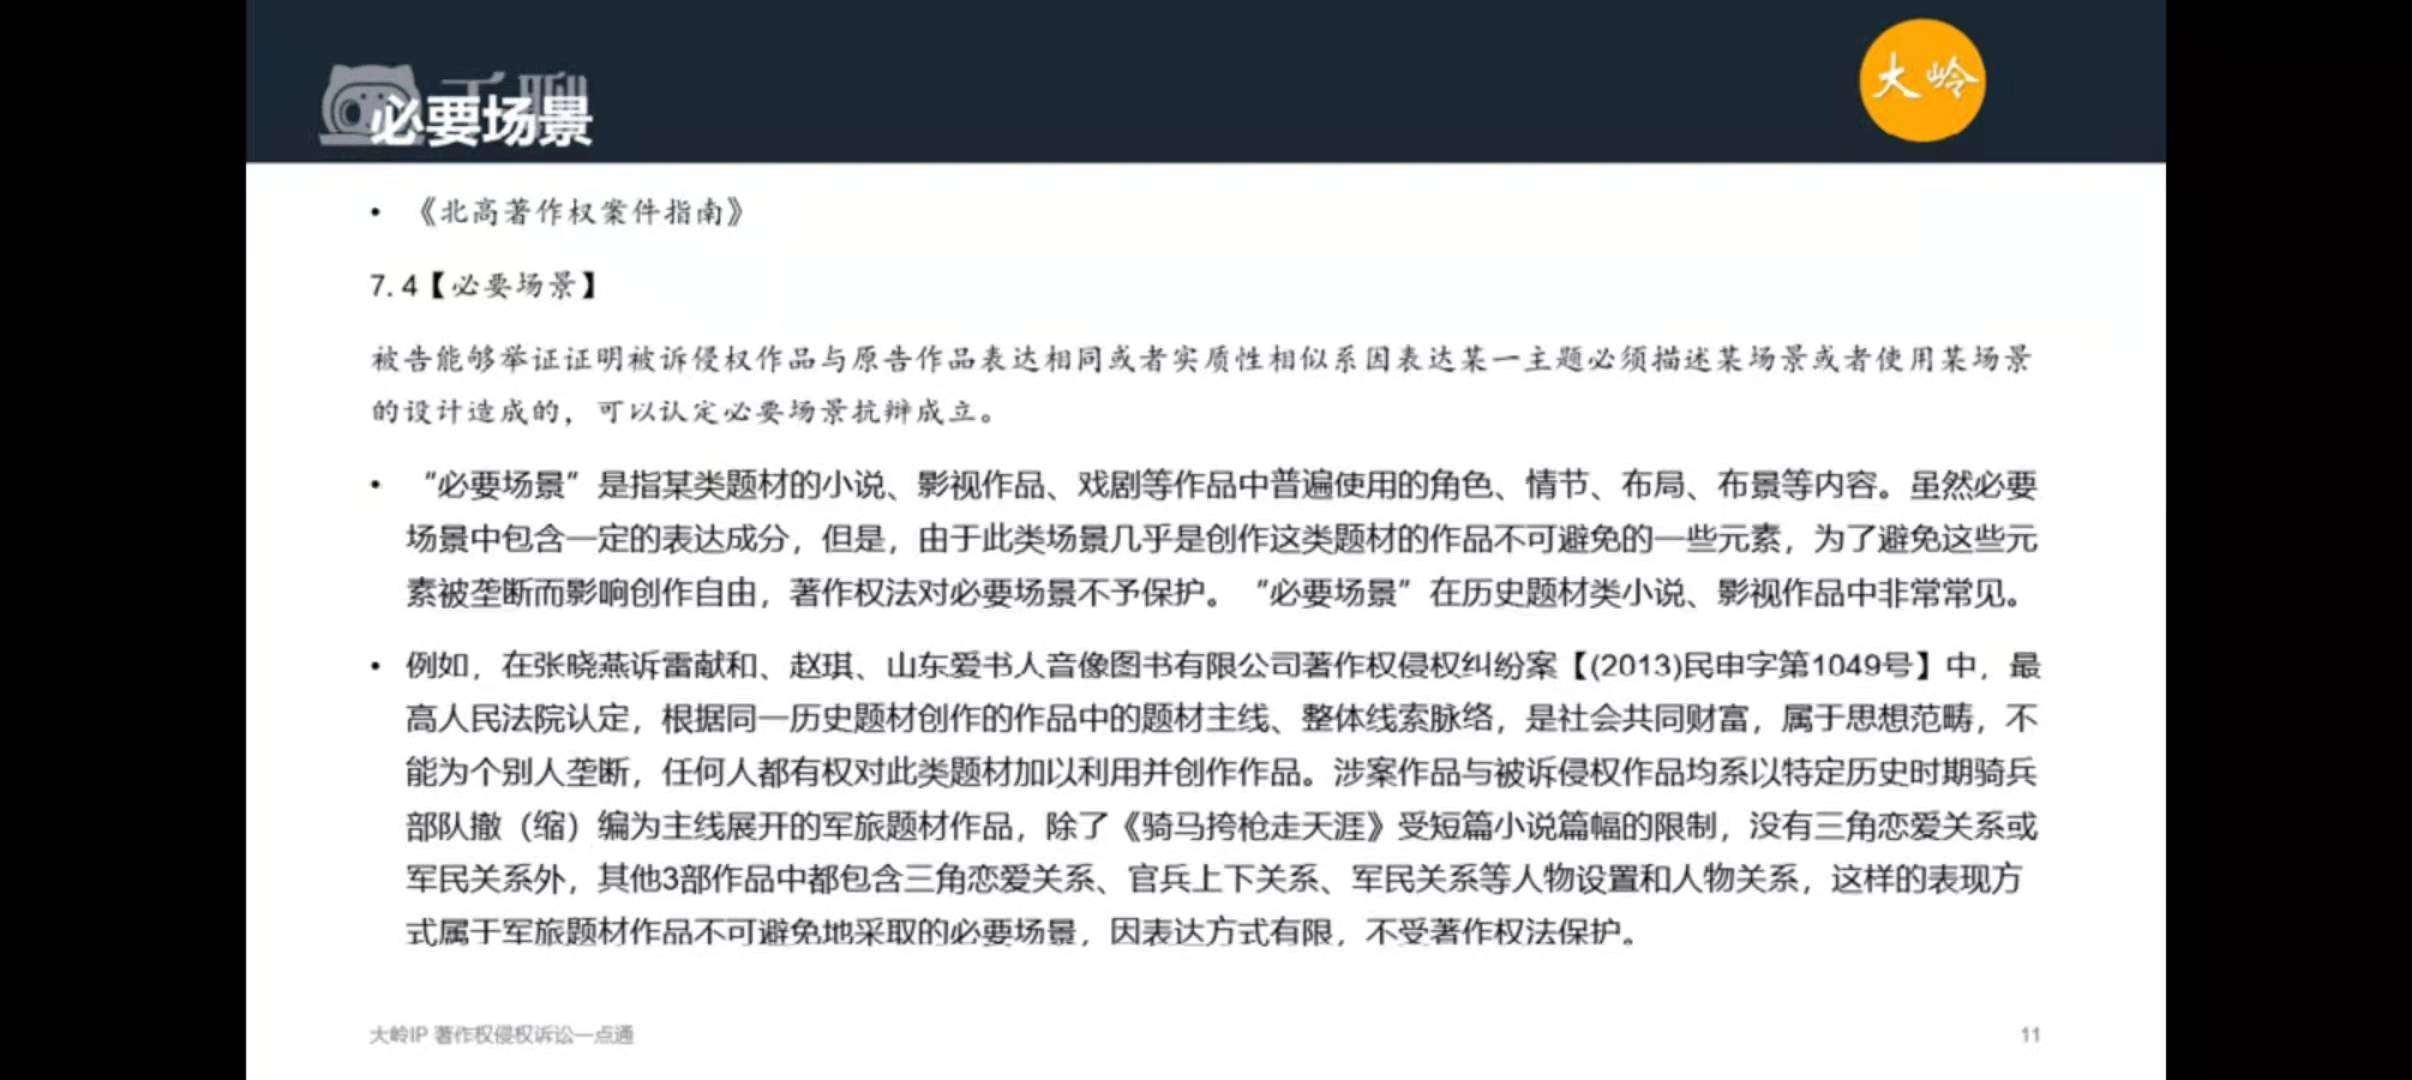 千聊
必要场景
大岭
• 《北高著作权案件指南》
7.4【必要场景】
被告能够举证证明被诉侵权作品与原告作品表达相同或者实质性相似系因表达某一主题必须描述某场景或者使用某场景
的设计造成的，可以认定必要场景抗辩成立。
• “必要场景”是指某类题材的小说、影视作品、戏剧等作品中普遍使用的角色、情节、布局、布景等内容。虽然必要
场景中包含一定的表达成分，但是，由于此类场景几乎是创作这类题材的作品不可避免的一些元素，为了避免这些元
素被垄断而影响创作自由，著作权法对必要场景不予保护。“必要场景”在历史题材类小说、影视作品中非常常见。
• 例如，在张晓燕诉雷献和、赵琪、山东爱书人音像图书有限公司著作权侵权纠纷案【(2013)民申字第1049号】中，最
高人民法院认定，根据同一历史题材创作的作品中的题材主线、整体线索脉络，是社会共同财富，属于思想范畴，不
能为个别人垄断，任何人都有权对此类题材加以利用并创作作品。涉案作品与被诉侵权作品均系以特定历史时期骑兵
部队撤（缩）编为主线展开的军旅题材作品，除了《骑马挎枪走天涯》受短篇小说篇幅的限制，没有三角恋爱关系或
军民关系外，其他3部作品中都包含三角恋爱关系、官兵上下关系、军民关系等人物设置和人物关系，这样的表现方
式属于军旅题材作品不可避免地采取的必要场景，因表达方式有限，不受著作权法保护。
大岭IP 著作权侵权诉讼一点通
11